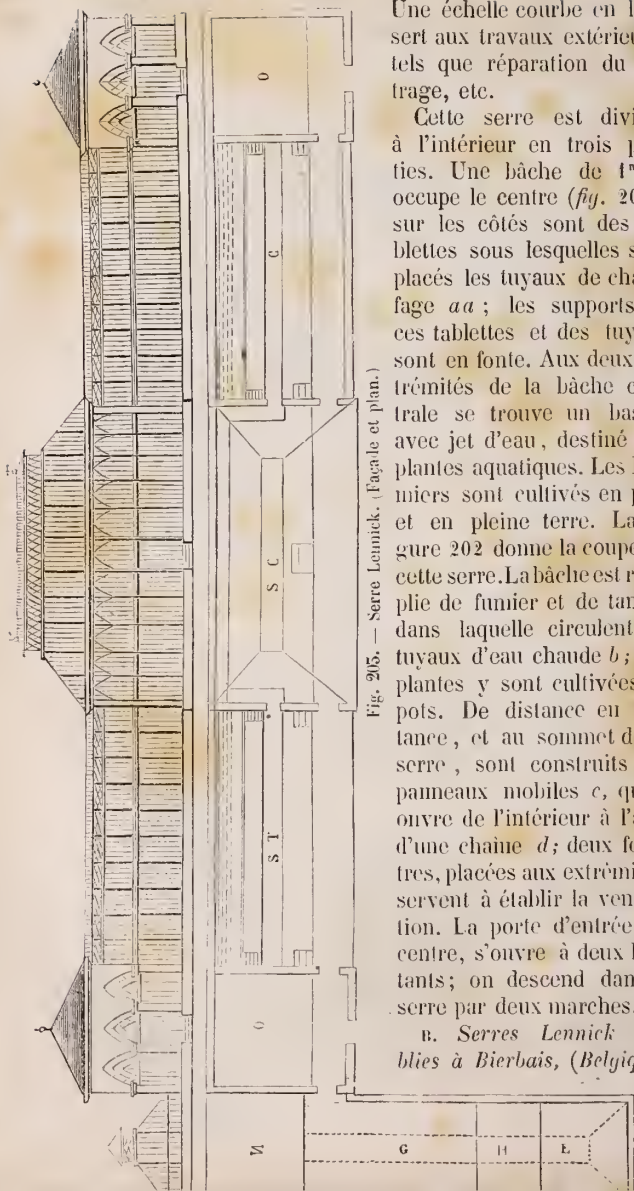 Une échelle courbe en
sert aux travaux extérieu
tels que réparation du
trage, etc.
Cette serre est divi
à l'intérieur en trois p
ties. Une bâche de 1m
occupe le centre (fig. 20
sur les côtés sont des
blettes sous lesquelles s
placés les tuyaux de cha
fage aa ; les supports
ces tablettes et des tuy
sont en fonte. Aux deux
trémités de la bâche c
trale se trouve un bas
avec jet d'eau, destiné
plantes aquatiques. Les
miers sont cultivés en p
et en pleine terre. La
gure 202 donne la coupe
cette serre. La bâche est r
plie de fumier et de tan
dans laquelle circulent
tuyaux d'eau chaude b ;
plantes y sont cultivées
pots. De distance en
tance, et au sommet d
serre, sont construits
panneaux mobiles c, qu
ouvre de l'intérieur à l'a
d'une chaîne d; deux fe
tres, placées aux extrémi
servent à établir la ven
tion. La porte d'entrée
centre, s'ouvre à deux
tants; on descend dan
serre par deux marches.
B. Serres Lennick
blies à Bierbais, (Belgiq
Fig. 205. — Serre Lennick. (Façade et plan.)
O
C
S C
S T
O
G
H